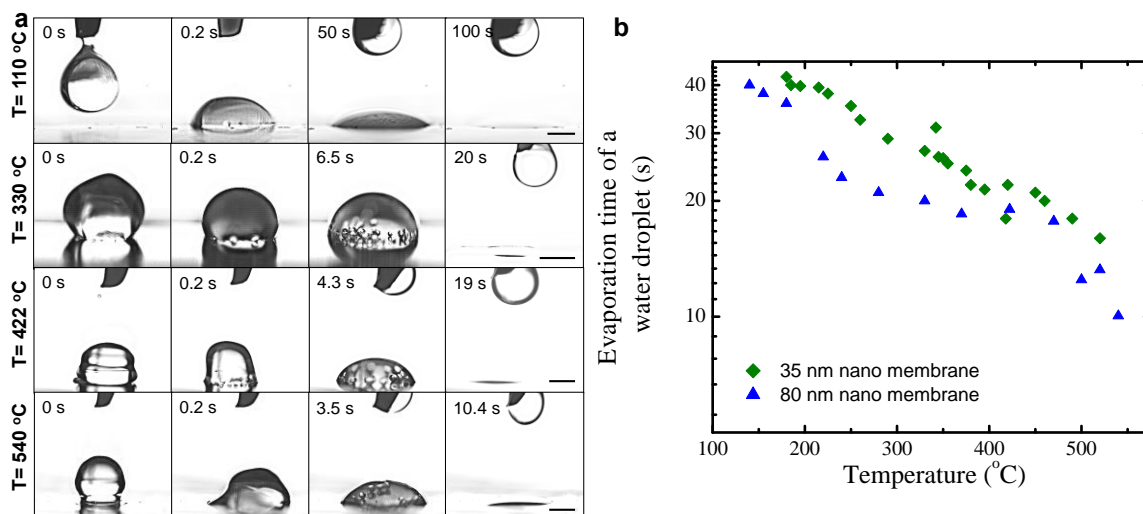 a
T= 110 °C
0 s
0.2 s
50 s
100 s
T= 330 °C
0 s
0.2 s
6.5 s
20 s
T= 422 °C
0 s
0.2 s
4.3 s
19 s
T= 540 °C
0 s
0.2 s
3.5 s
10.4 s
b
Evaporation time of a
water droplet (s)
40
30
20
10
35 nm nano membrane
80 nm nano membrane
100
200
300
400
500
Temperature (°C)